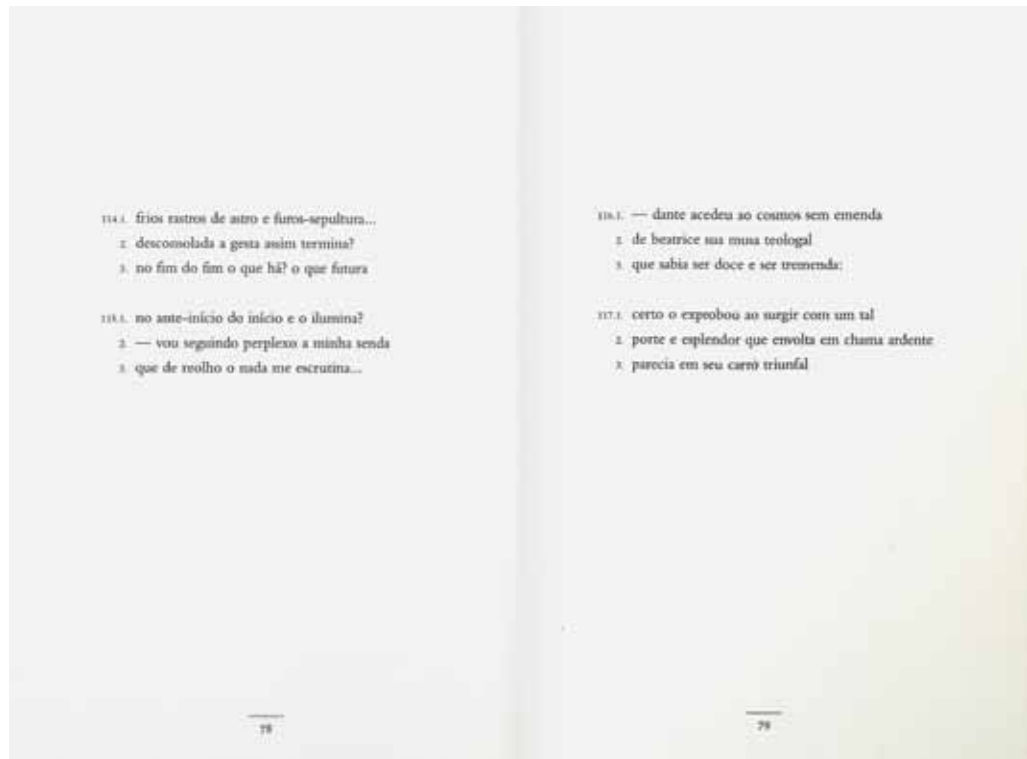 114.1. frios rastros de astro e furos-sepultura...
2. desconsolada a gesta assim termina?
3. no fim do fim o que há? o que futura
115.1. no ante-início do início e o ilumina?
2. — vou seguindo perplexo a minha senda
3. que de reolho o nada me escrutina...
78
116.1. — dante acedeu ao cosmos sem emenda
2. de beatrice sua musa teologal
3. que sabia ser doce e ser tremenda:
117.1. certo o exprobou ao surgir com um tal
2. porte e esplendor que envolta em chama ardente
3. parecia em seu carro triunfal
79